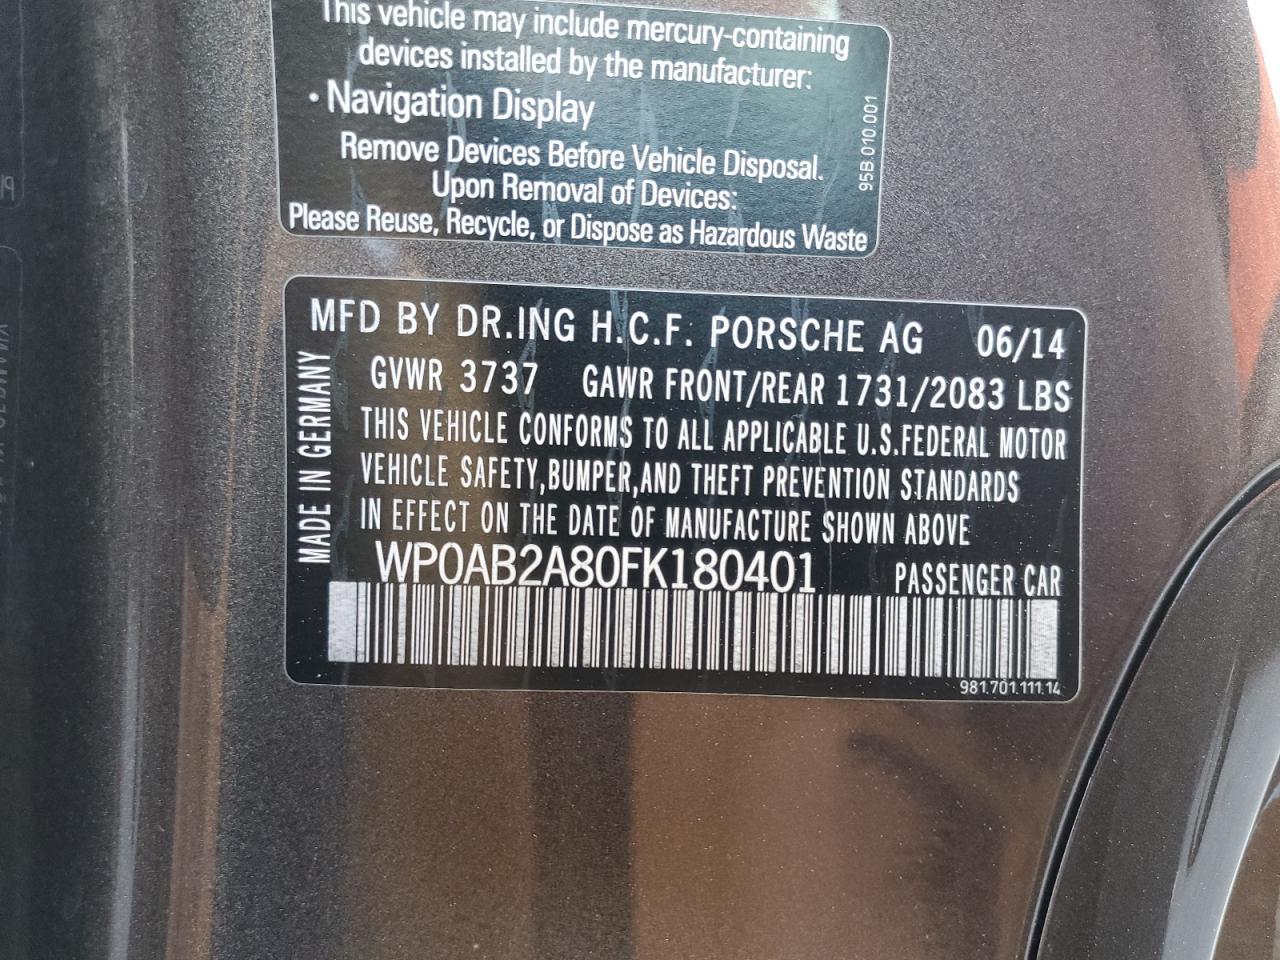 This vehicle may include mercury-containing
devices installed by the manufacturer:
• Navigation Display
Remove Devices Before Vehicle Disposal.
Upon Removal of Devices:
Please Reuse, Recycle, or Dispose as Hazardous Waste
95B.010.001
MFD BY DR.ING H.C.F. PORSCHE AG 06/14
GVWR 3737 GAWR FRONT/REAR 1731/2083 LBS
THIS VEHICLE CONFORMS TO ALL APPLICABLE U.S.FEDERAL MOTOR
VEHICLE SAFETY,BUMPER,AND THEFT PREVENTION STANDARDS
IN EFFECT ON THE DATE OF MANUFACTURE SHOWN ABOVE
MADE IN GERMANY
WP0AB2A80FK180401 PASSENGER CAR
981.701.111.14